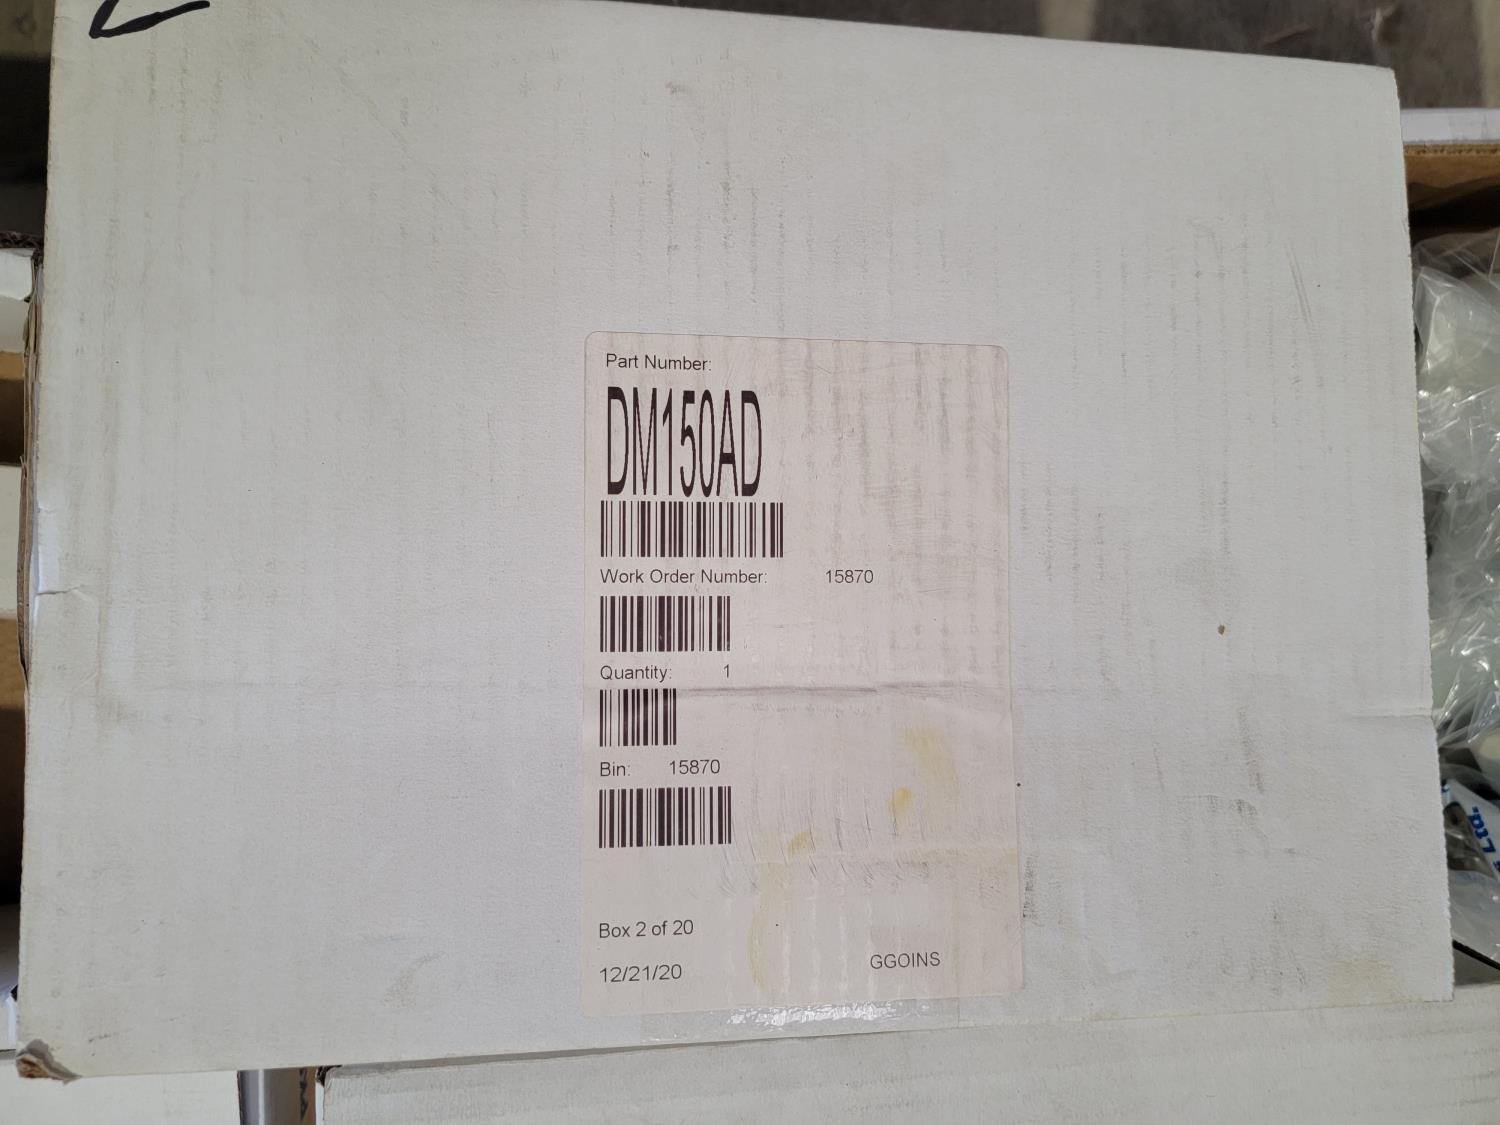 Part Number:
DM150AD
Work Order Number: 15870
Quantity: 1
Bin: 15870
Box 2 of 20
12/21/20 GGOINS